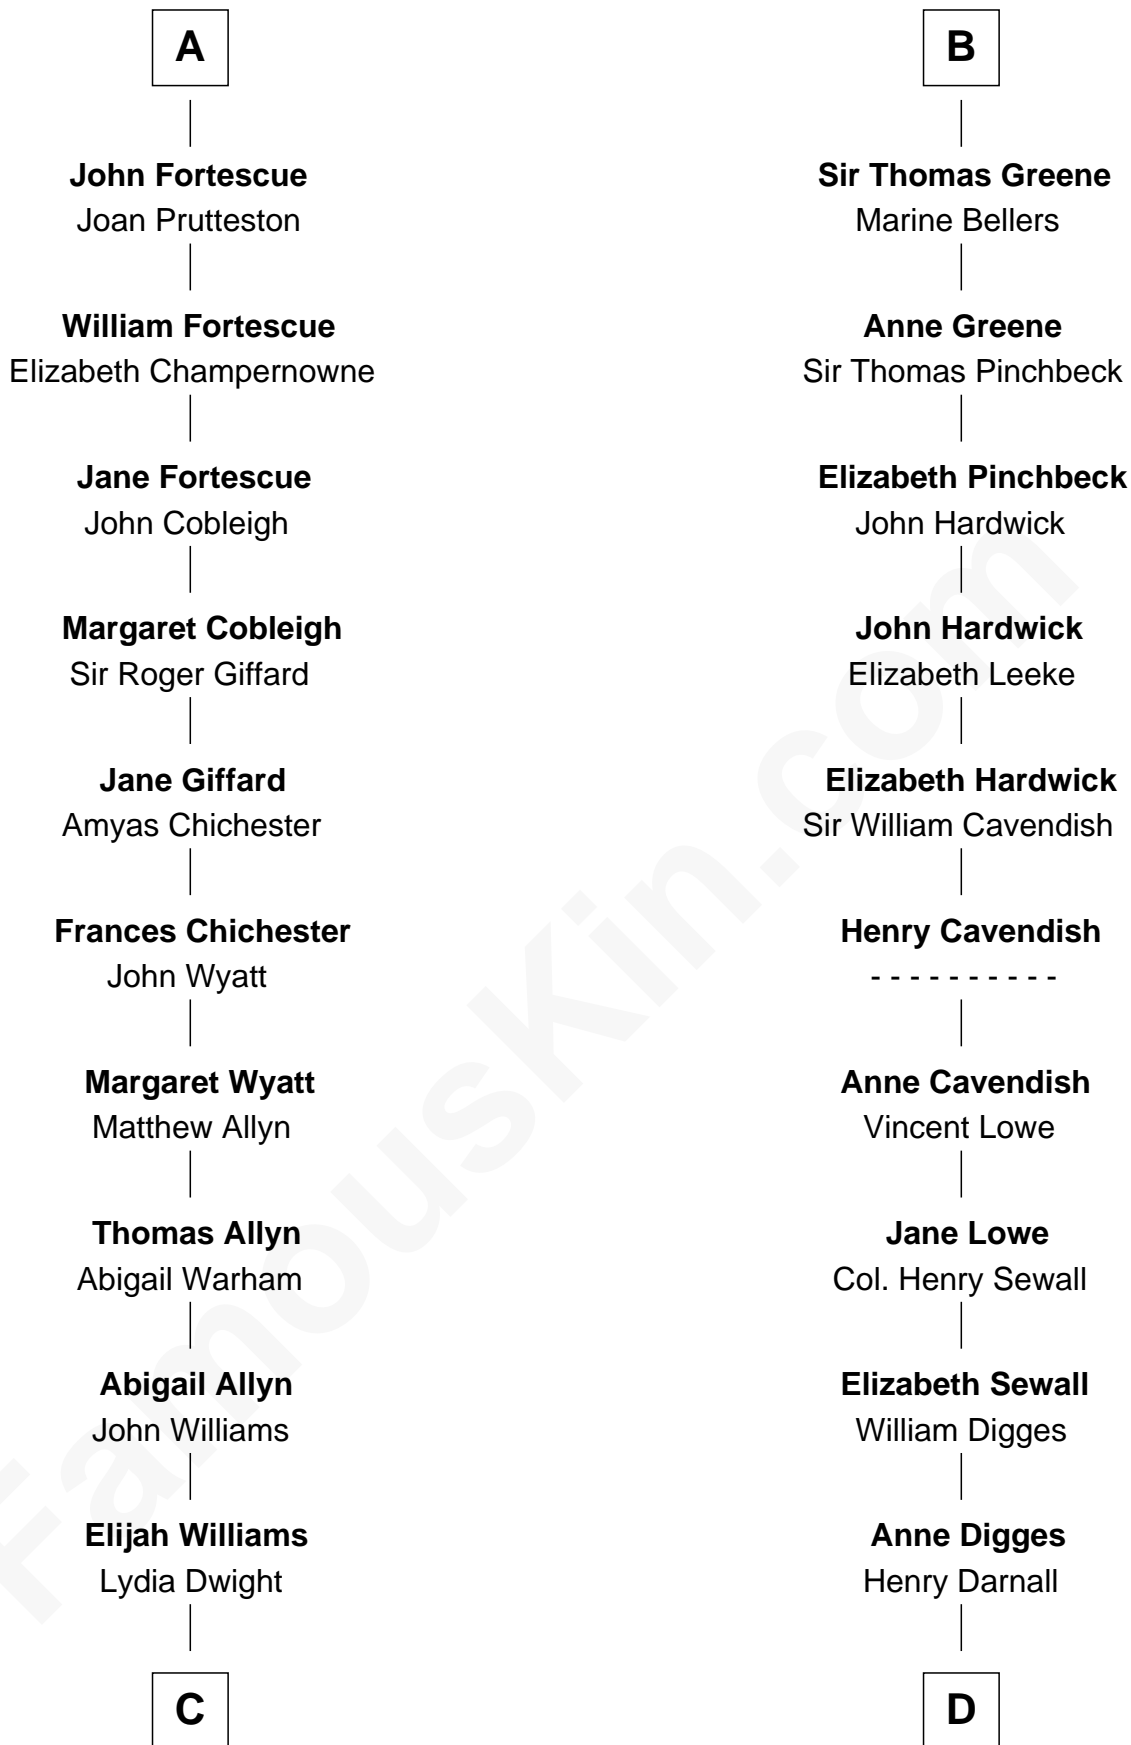 A
John Fortescue
Joan Prutteston
William Fortescue
Elizabeth Champernowne
Jane Fortescue
John Cobleigh
Margaret Cobleigh
Sir Roger Giffard
Jane Giffard
Amyas Chichester
Frances Chichester
John Wyatt
Margaret Wyatt
Matthew Allyn
Thomas Allyn
Abigail Warham
Abigail Allyn
John Williams
Elijah Williams
Lydia Dwight
C
B
Sir Thomas Greene
Marine Bellers
Anne Greene
Sir Thomas Pinchbeck
Elizabeth Pinchbeck
John Hardwick
John Hardwick
Elizabeth Leeke
Elizabeth Hardwick
Sir William Cavendish
Henry Cavendish
- - - - - - - - - -
Anne Cavendish
Vincent Lowe
Jane Lowe
Col. Henry Sewall
Elizabeth Sewall
William Digges
Anne Digges
Henry Darnall
D
FamousKin.com